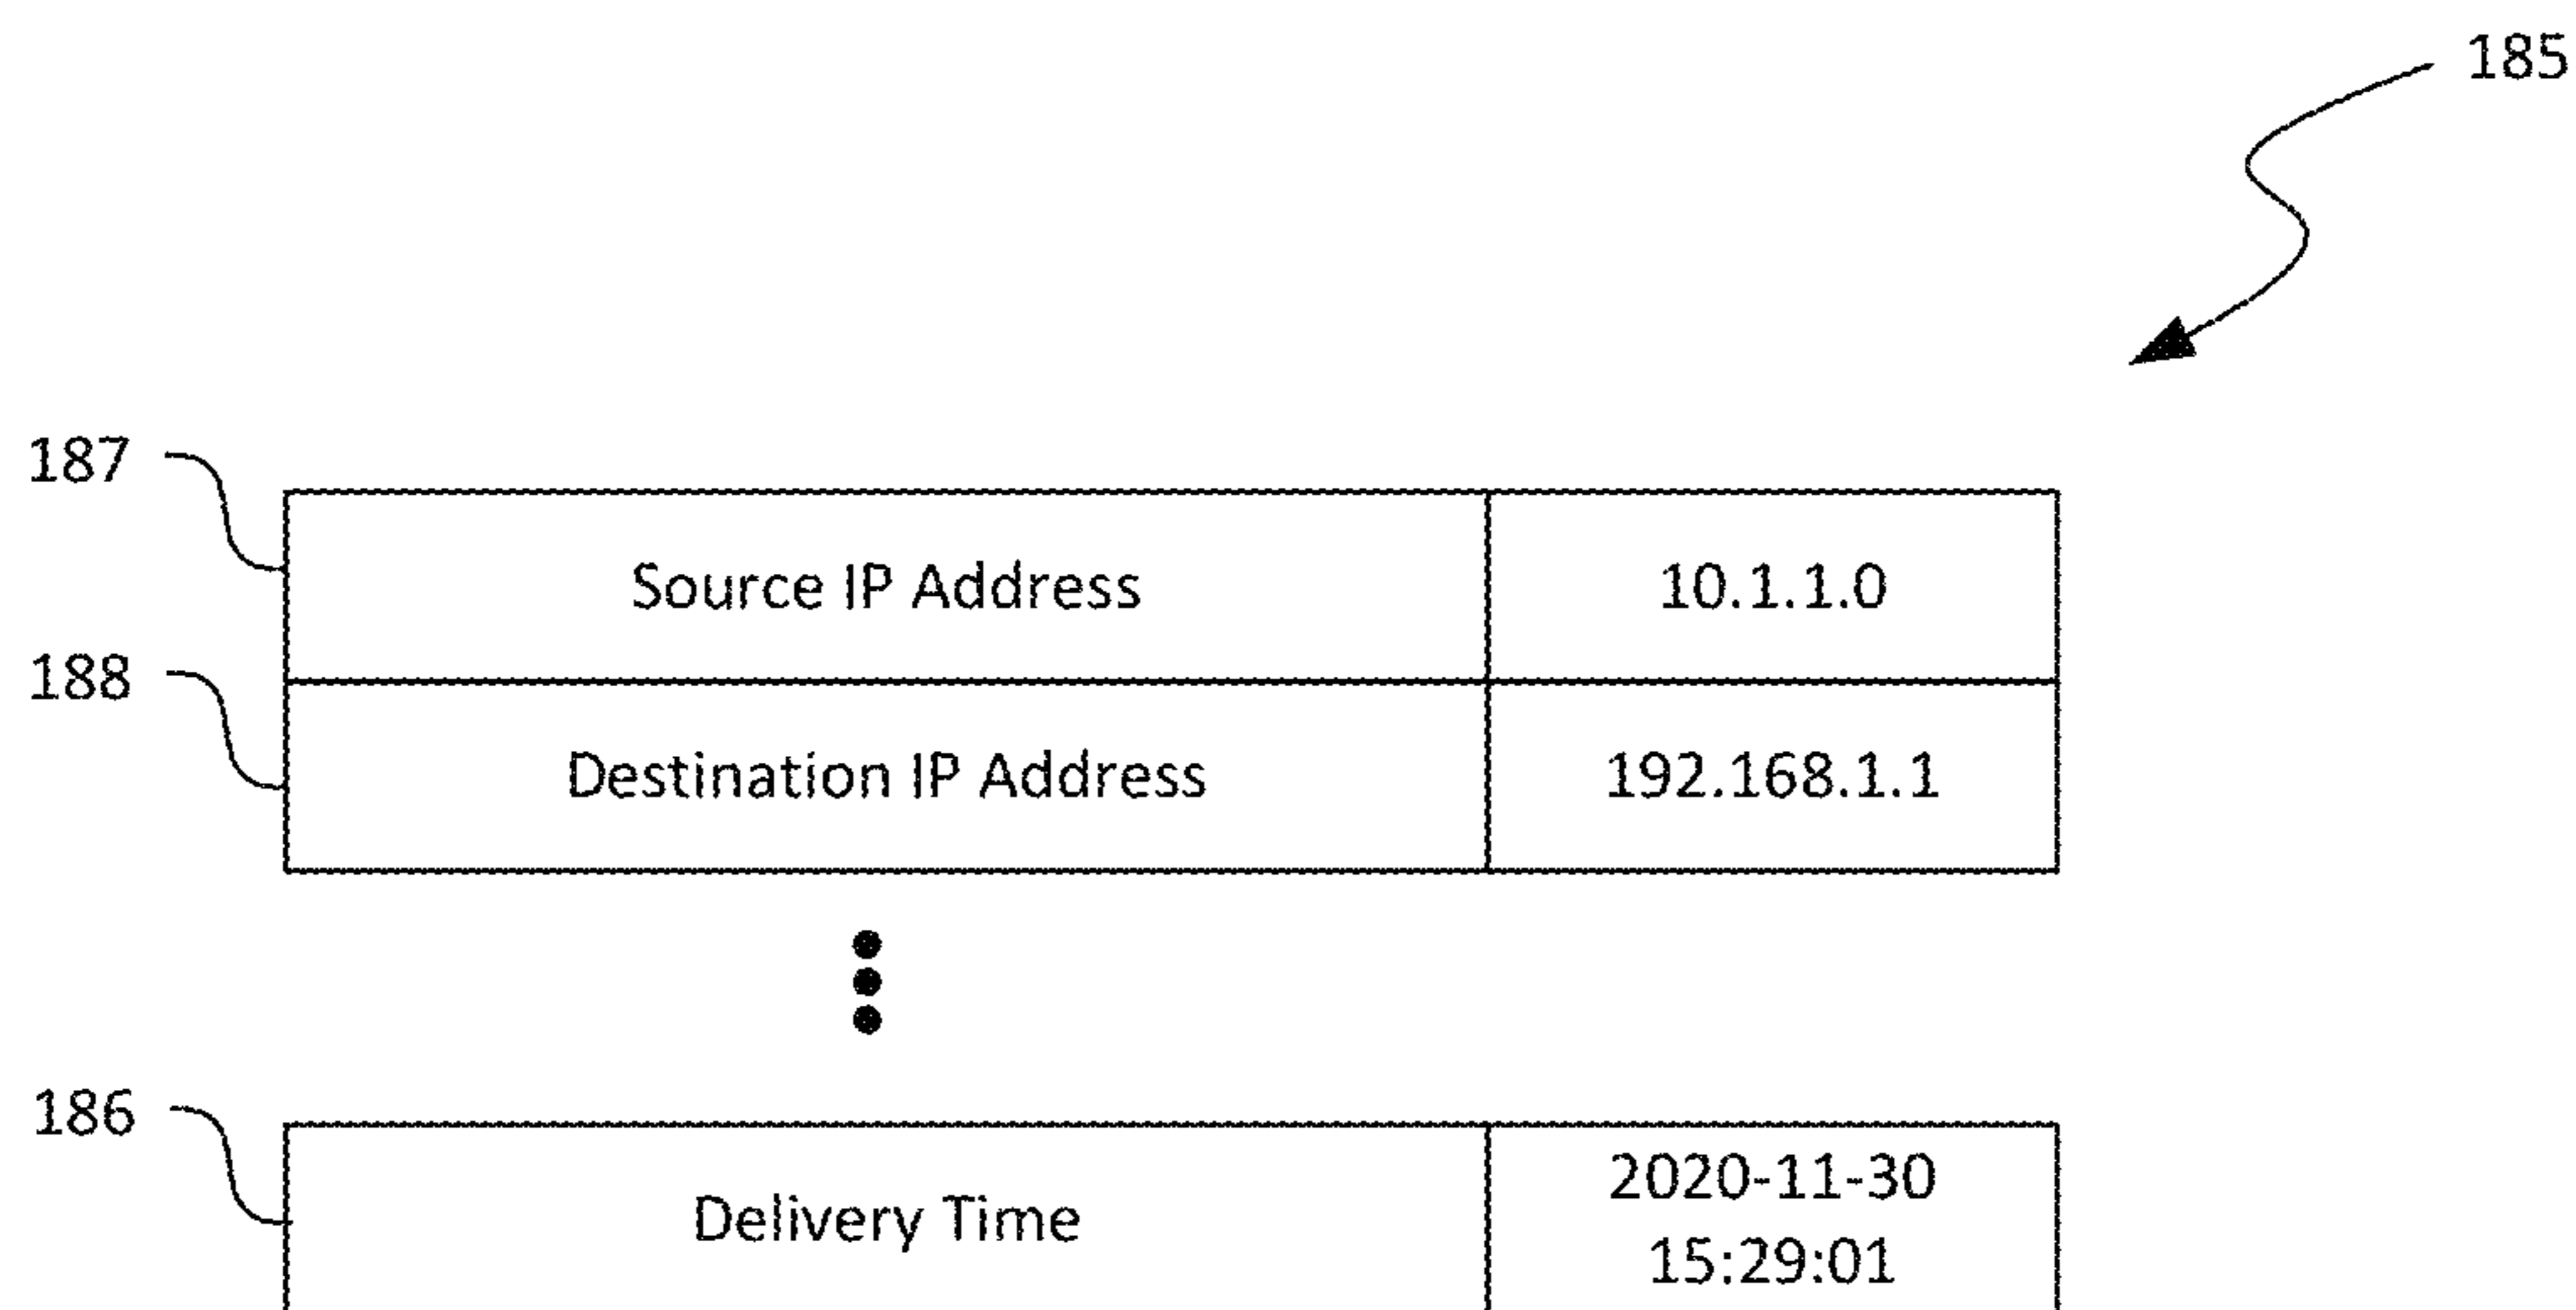 185
187
Source IP Address 10.1.1.0
188
Destination IP Address 192.168.1.1
186
Delivery Time 2020-11-30
15:29:01